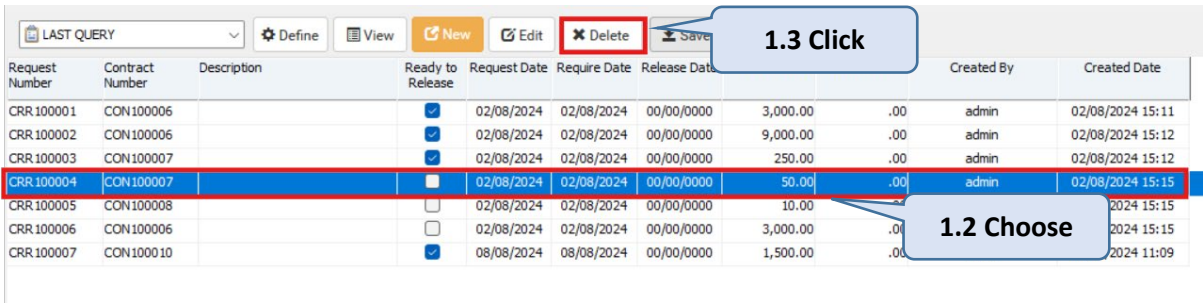 LAST QUERY Define View New Edit Delete Save 1.3 Click
Request Number Contract Number Description Ready to Release Request Date Require Date Release Date Created By Created Date
CRR100001 CON100006 02/08/2024 02/08/2024 00/00/0000 3,000.00 .00 admin 02/08/2024 15:11
CRR100002 CON100006 02/08/2024 02/08/2024 00/00/0000 9,000.00 .00 admin 02/08/2024 15:12
CRR100003 CON100007 02/08/2024 02/08/2024 00/00/0000 250.00 .00 admin 02/08/2024 15:12
CRR100004 CON100007 02/08/2024 02/08/2024 00/00/0000 50.00 .00 admin 02/08/2024 15:15
CRR100005 CON100008 02/08/2024 02/08/2024 00/00/0000 10.00 2024 15:15
CRR100006 CON100006 02/08/2024 02/08/2024 00/00/0000 3,000.00 .00 1.2 Choose 2024 15:15
CRR100007 CON100010 08/08/2024 08/08/2024 00/00/0000 1,500.00 .00 2024 11:09